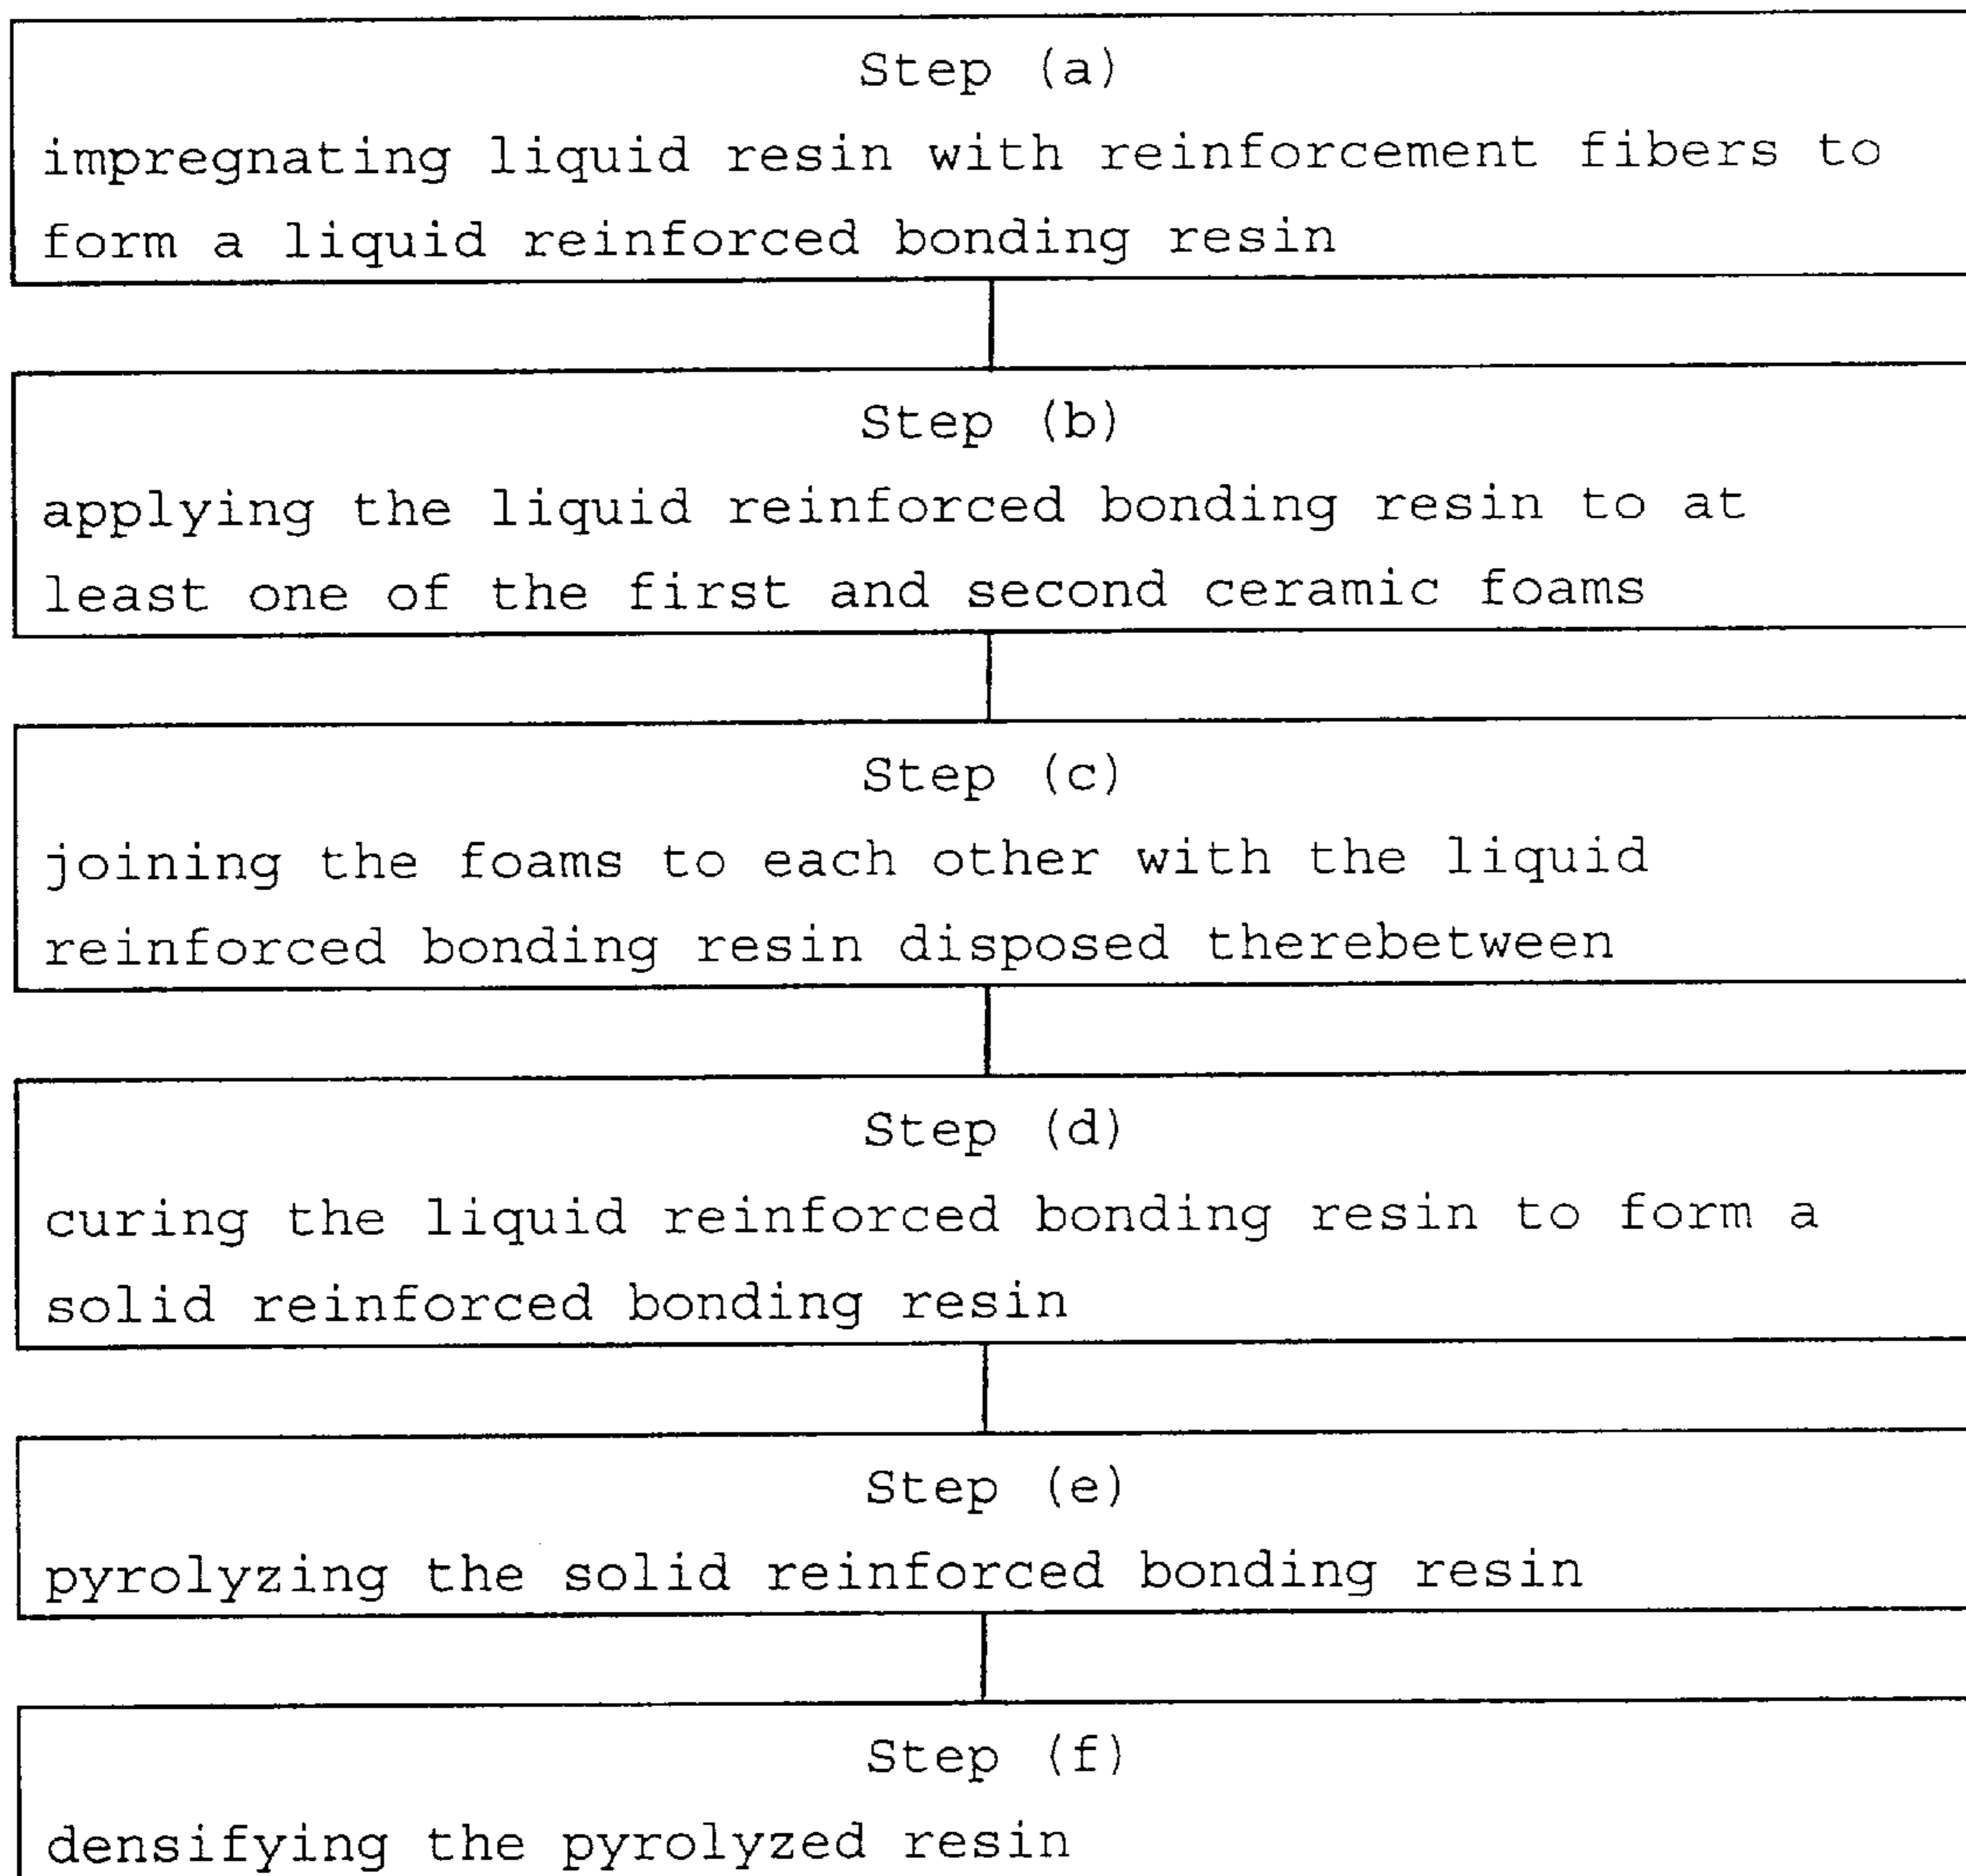 Step (a)
impregnating liquid resin with reinforcement fibers to
form a liquid reinforced bonding resin
Step (b)
applying the liquid reinforced bonding resin to at
least one of the first and second ceramic foams
Step (c)
joining the foams to each other with the liquid
reinforced bonding resin disposed therebetween
Step (d)
curing the liquid reinforced bonding resin to form a
solid reinforced bonding resin
Step (e)
pyrolyzing the solid reinforced bonding resin
Step (f)
densifying the pyrolyzed resin